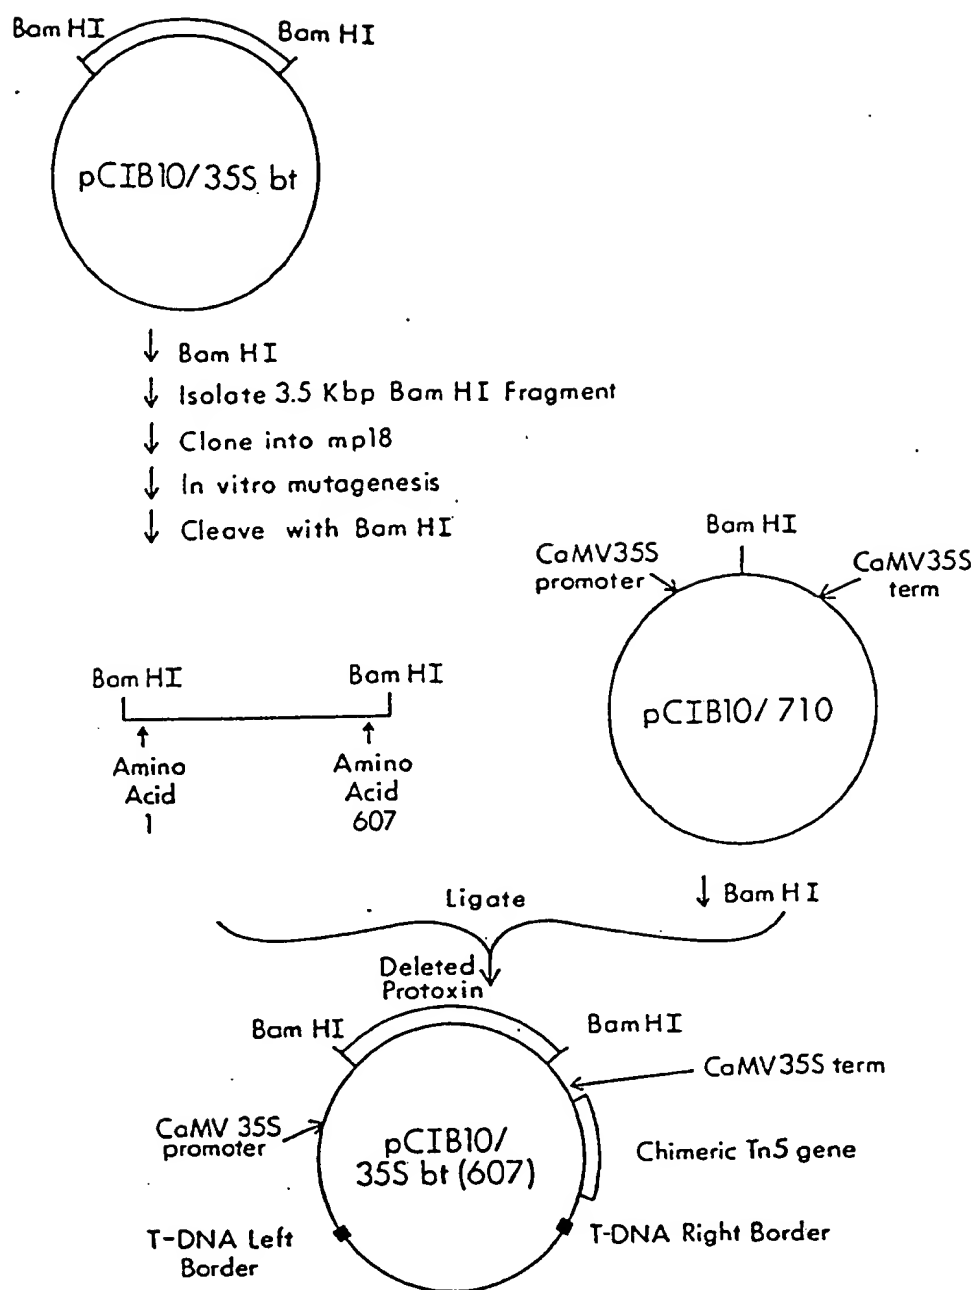 Bam HI
Bam HI
pCIB10/35S bt
Bam HI
Isolate 3.5 Kbp Bam HI Fragment
Clone into mp18
In vitro mutagenesis
Cleave with Bam HI
Bam HI
CaMV35S
promoter
CaMV35S
term
pCIB10/710
Bam HI
Bam HI
Amino
Acid
1
Amino
Acid
607
Bam HI
Ligate
Deleted
Protoxin
Bam HI
Bam HI
CaMV35S term
CaMV 35S
promoter
pCIB10/
35S bt (607)
Chimeric Tn5 gene
T-DNA Left
Border
T-DNA Right Border